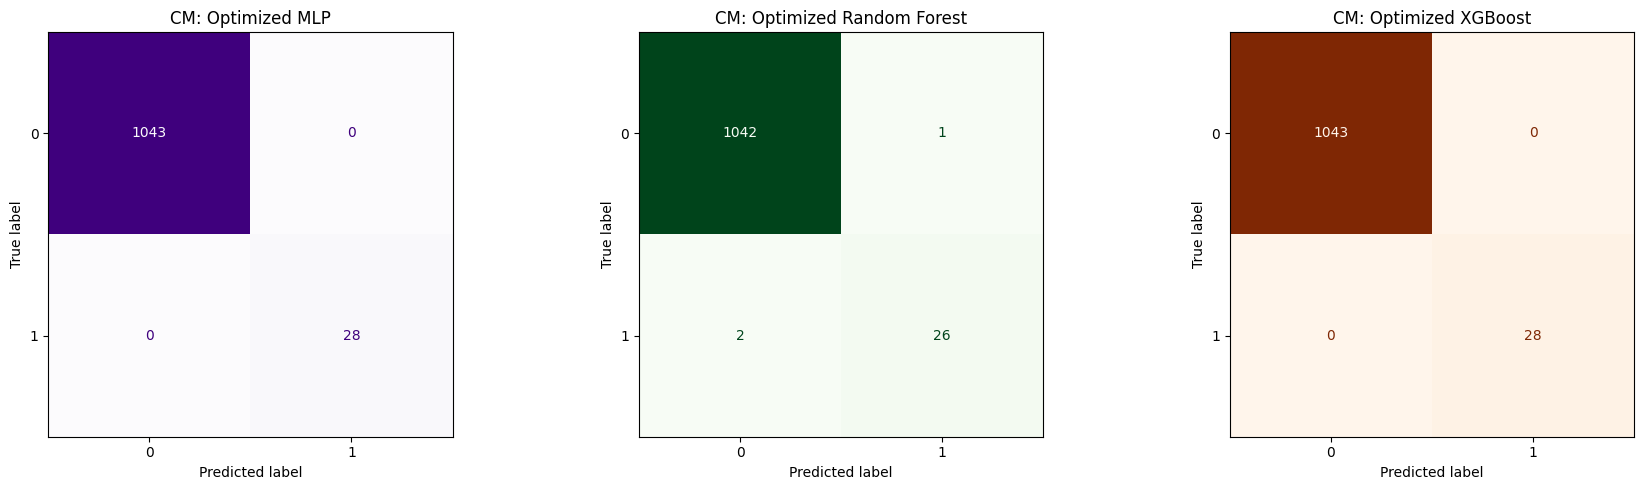 CM: Optimized MLP
True label
0
1
1043
0
0
28
0
1
Predicted label
CM: Optimized Random Forest
True label
0
1
1042
1
2
26
0
1
Predicted label
CM: Optimized XGBoost
True label
0
1
1043
0
0
28
0
1
Predicted label